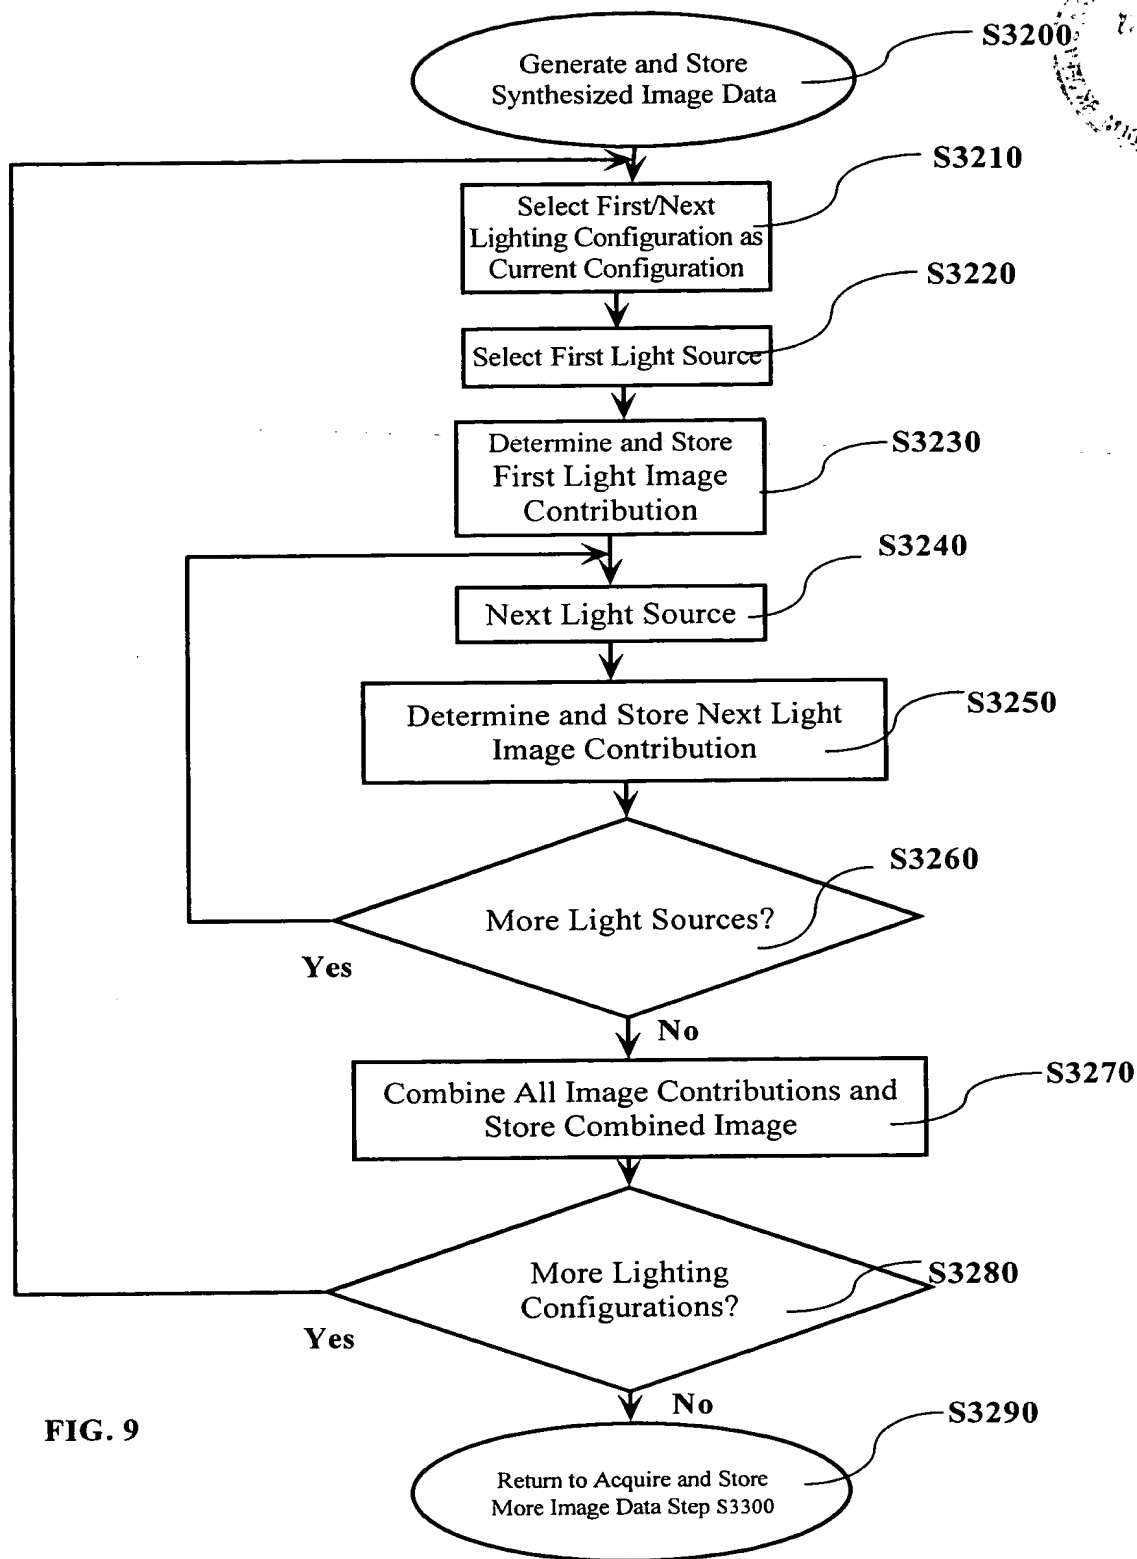 S3200
Generate and Store
Synthesized Image Data
S3210
Select First/Next
Lighting Configuration as
Current Configuration
S3220
Select First Light Source
Determine and Store
First Light Image
Contribution
S3230
S3240
Next Light Source
S3250
Determine and Store Next Light
Image Contribution
S3260
More Light Sources?
Yes
No
S3270
Combine All Image Contributions and
Store Combined Image
More Lighting
Configurations?
S3280
Yes
No
FIG. 9
S3290
Return to Acquire and Store
More Image Data Step S3300